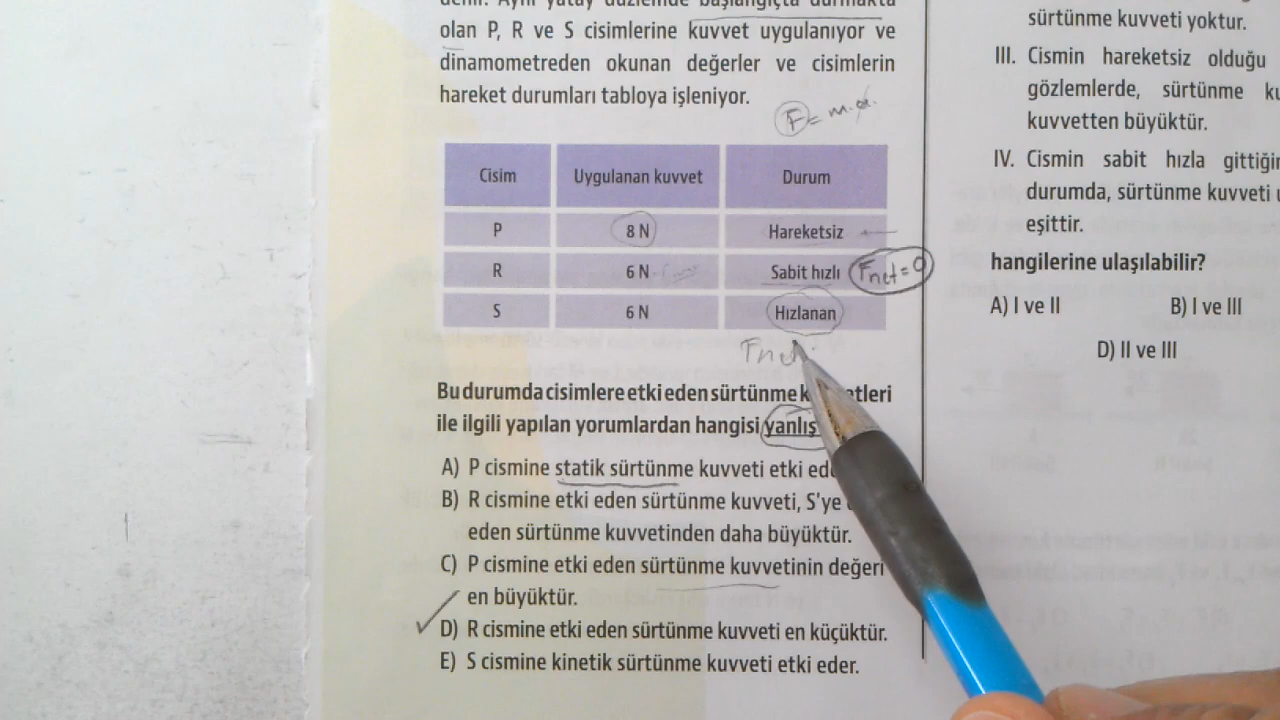 olan P, R ve S cisimlerine kuvvet uygulanıyor ve
dinamometreden okunan değerler ve cisimlerin
hareket durumları tabloya işleniyor.
F = m.a.
Cisim Uygulanan kuvvet Durum
P 8 N Hareketsiz
R 6 N Sabit hızlı Fnet=0
S 6 N Hızlanan
Fnet
Bu durumda cisimlere etki eden sürtünme
ile ilgili yapılan yorumlardan hangisi yanlış
A) P cismine statik sürtünme kuvveti etki
B) R cismine etki eden sürtünme kuvveti, S'ye
eden sürtünme kuvvetinden daha büyüktür.
C) P cismine etki eden sürtünme kuvvetinin değeri
en büyüktür.
D) R cismine etki eden sürtünme kuvveti en küçüktür.
E) S cismine kinetik sürtünme kuvveti etki eder.
sürtünme kuvveti yoktur.
III. Cismin hareketsiz olduğu
gözlemlerde, sürtünme
kuvvetten büyüktür.
IV. Cismin sabit hızla
durumda, sürtünme kuvveti
eşittir.
hangilerine ulaşılabilir?
A) I ve II B) I ve III
D) II ve III